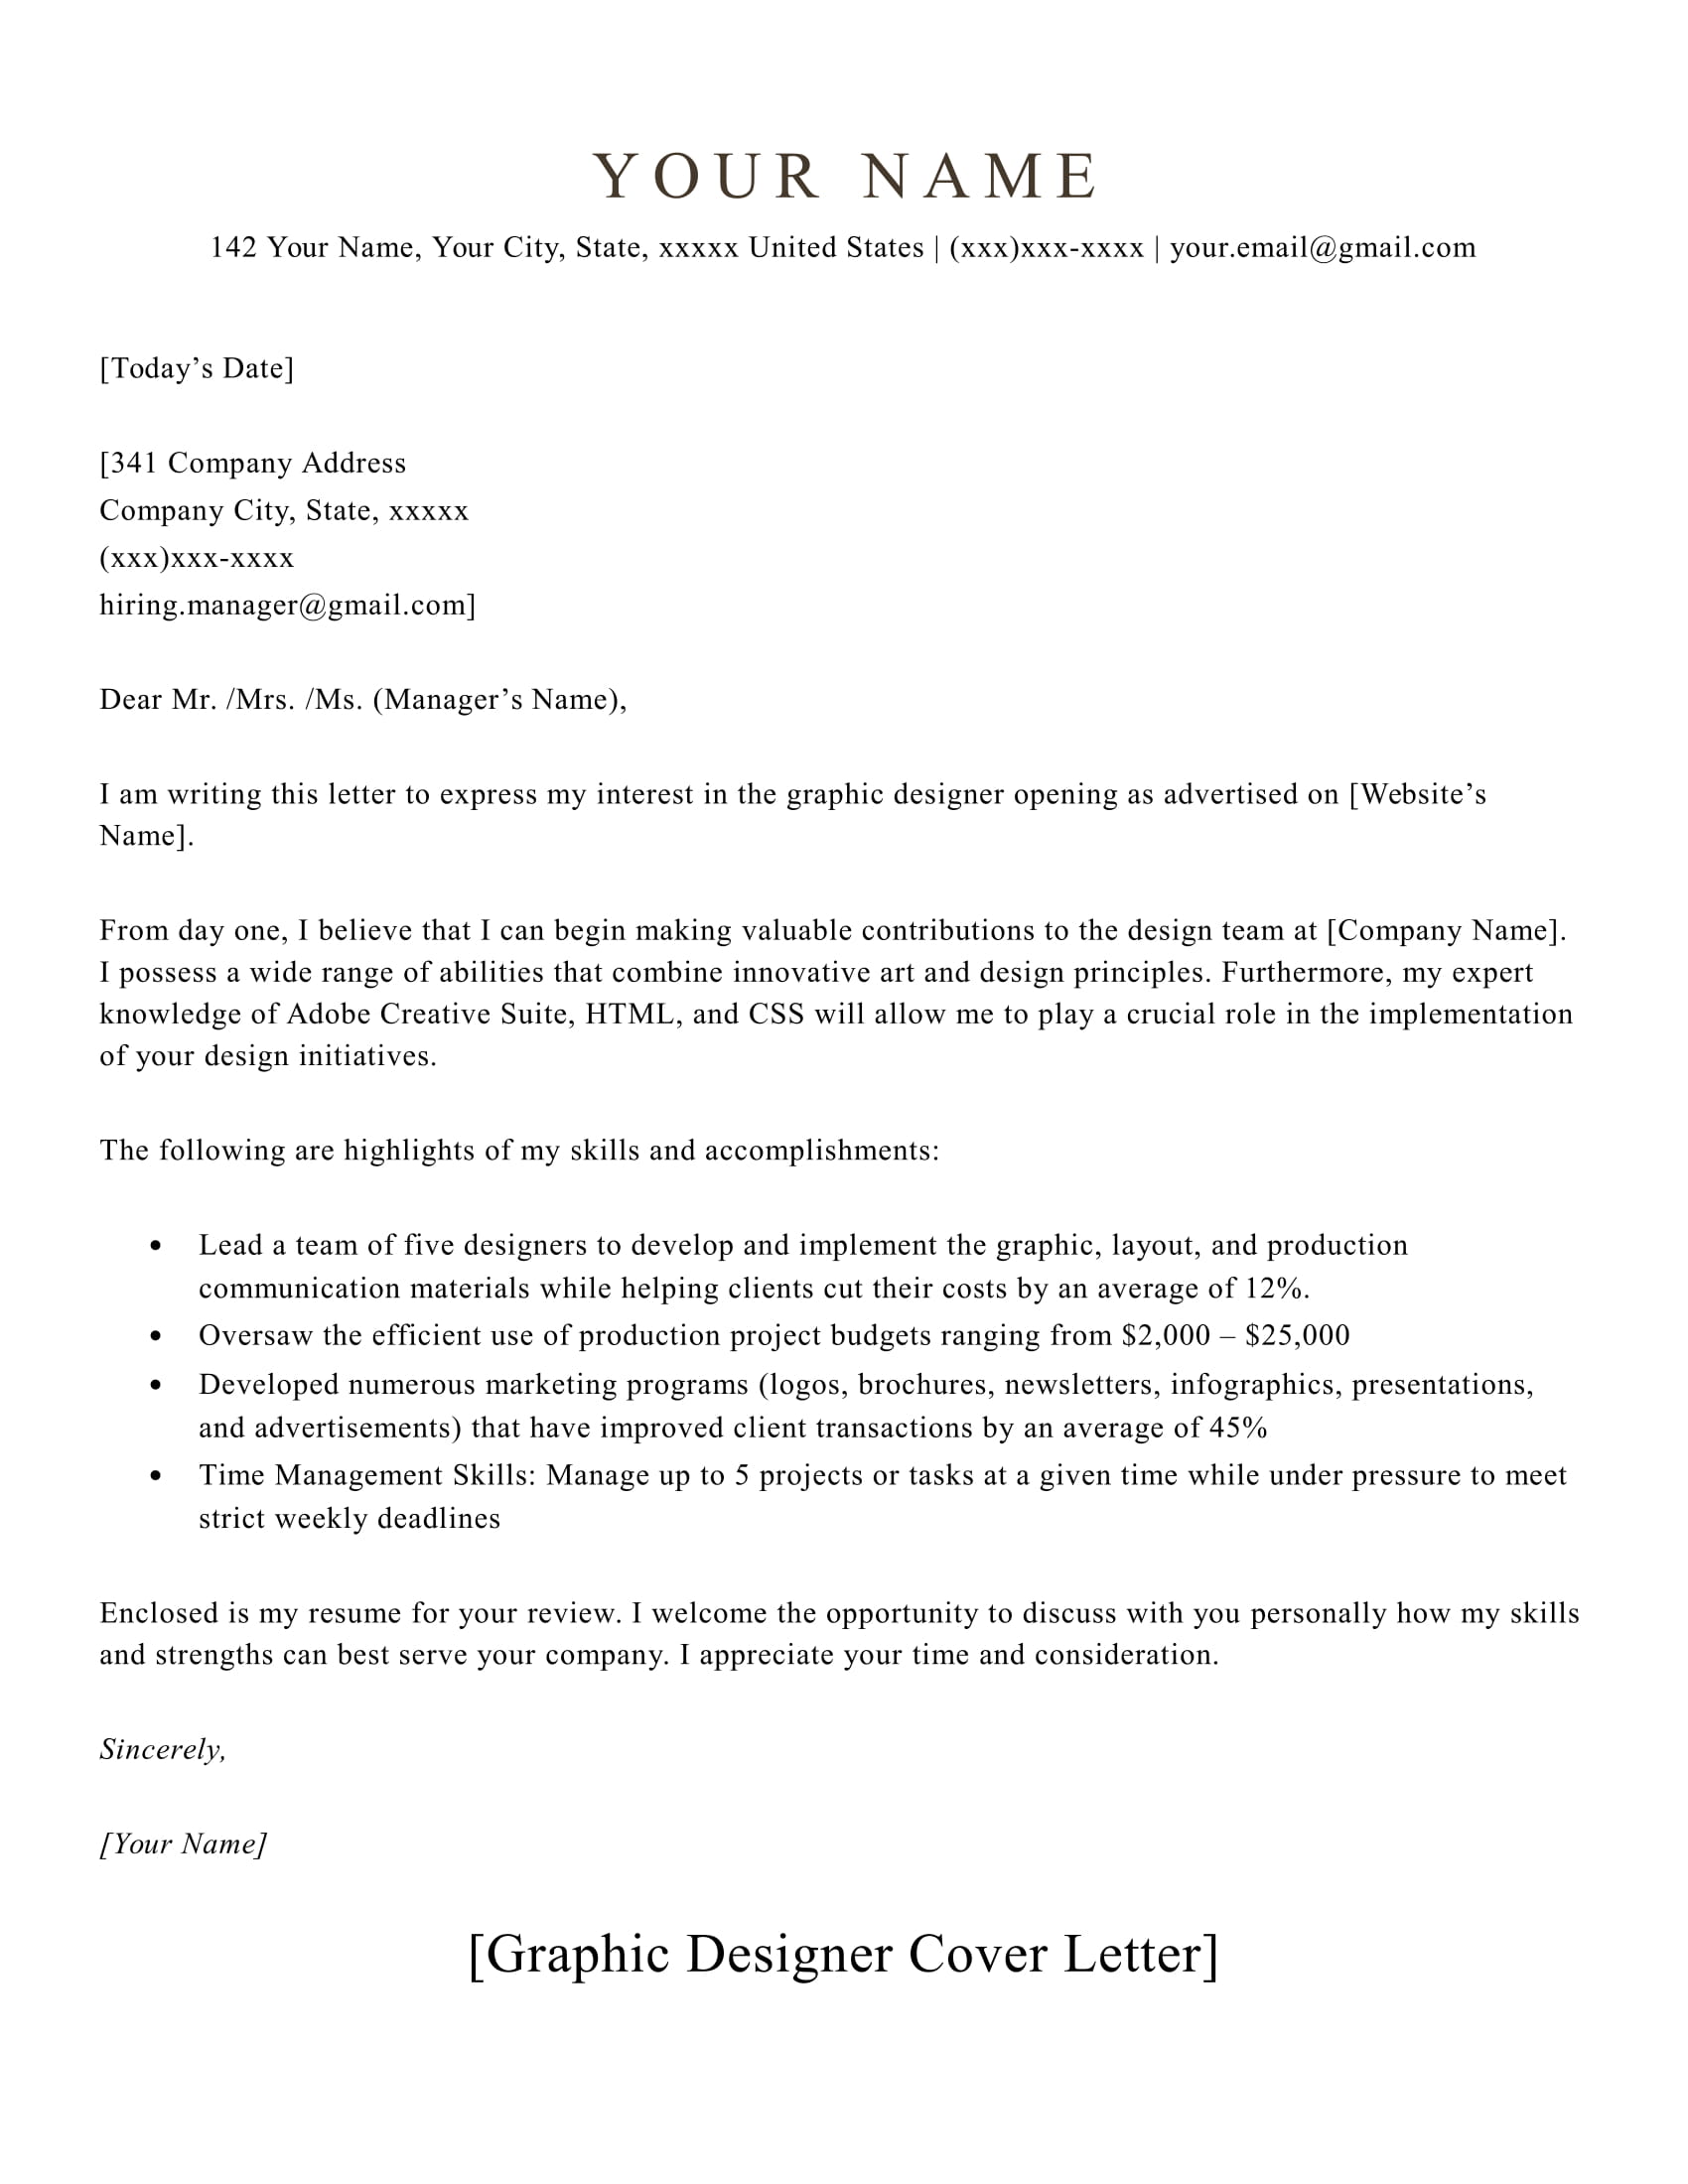 YOUR NAME
142 Your Name, Your City, State, xxxxx United States | (xxx)xxx-xxxx | your.email@gmail.com
[Today’s Date]
[341 Company Address
Company City, State, xxxxx
(xxx)xxx-xxxx
hiring.manager@gmail.com]
Dear Mr. /Mrs. /Ms. (Manager’s Name),
I am writing this letter to express my interest in the graphic designer opening as advertised on [Website’s
Name].
From day one, I believe that I can begin making valuable contributions to the design team at [Company Name].
I possess a wide range of abilities that combine innovative art and design principles. Furthermore, my expert
knowledge of Adobe Creative Suite, HTML, and CSS will allow me to play a crucial role in the implementation
of your design initiatives.
The following are highlights of my skills and accomplishments:
• Lead a team of five designers to develop and implement the graphic, layout, and production
communication materials while helping clients cut their costs by an average of 12%.
• Oversaw the efficient use of production project budgets ranging from $2,000 – $25,000
• Developed numerous marketing programs (logos, brochures, newsletters, infographics, presentations,
and advertisements) that have improved client transactions by an average of 45%
• Time Management Skills: Manage up to 5 projects or tasks at a given time while under pressure to meet
strict weekly deadlines
Enclosed is my resume for your review. I welcome the opportunity to discuss with you personally how my skills
and strengths can best serve your company. I appreciate your time and consideration.
Sincerely,
[Your Name]
[Graphic Designer Cover Letter]